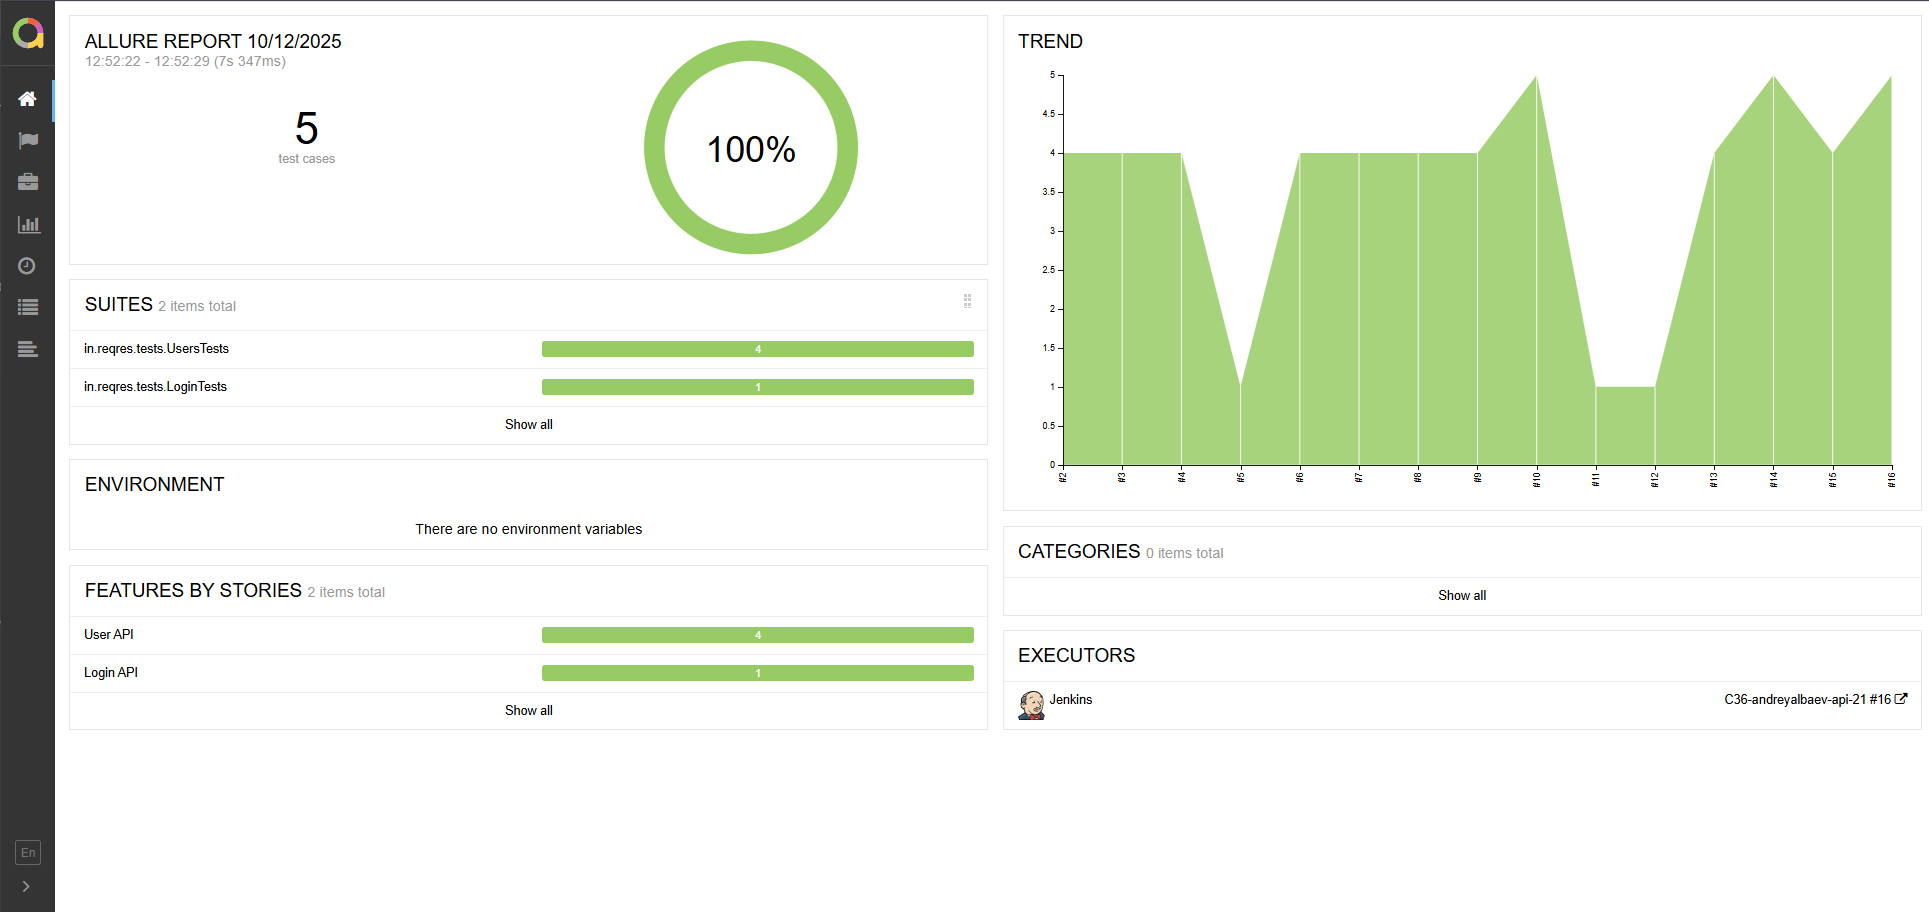 ALLURE REPORT 10/12/2025
12:52:22 - 12:52:29 (7s 347ms)
5
test cases
100%
SUITES 2 items total
in.reqres.tests.UsersTests 4
in.reqres.tests.LoginTests 1
Show all
ENVIRONMENT
There are no environment variables
FEATURES BY STORIES 2 items total
User API 4
Login API 1
Show all
En
TREND
5
4.5
4
3.5
3
2.5
2
1.5
1
0.5
0
#2 #3 #4 #5 #6 #7 #8 #9 #10 #11 #12 #13 #14 #15 #16
CATEGORIES 0 items total
Show all
EXECUTORS
Jenkins C36-andreyalbaev-api-21 #16